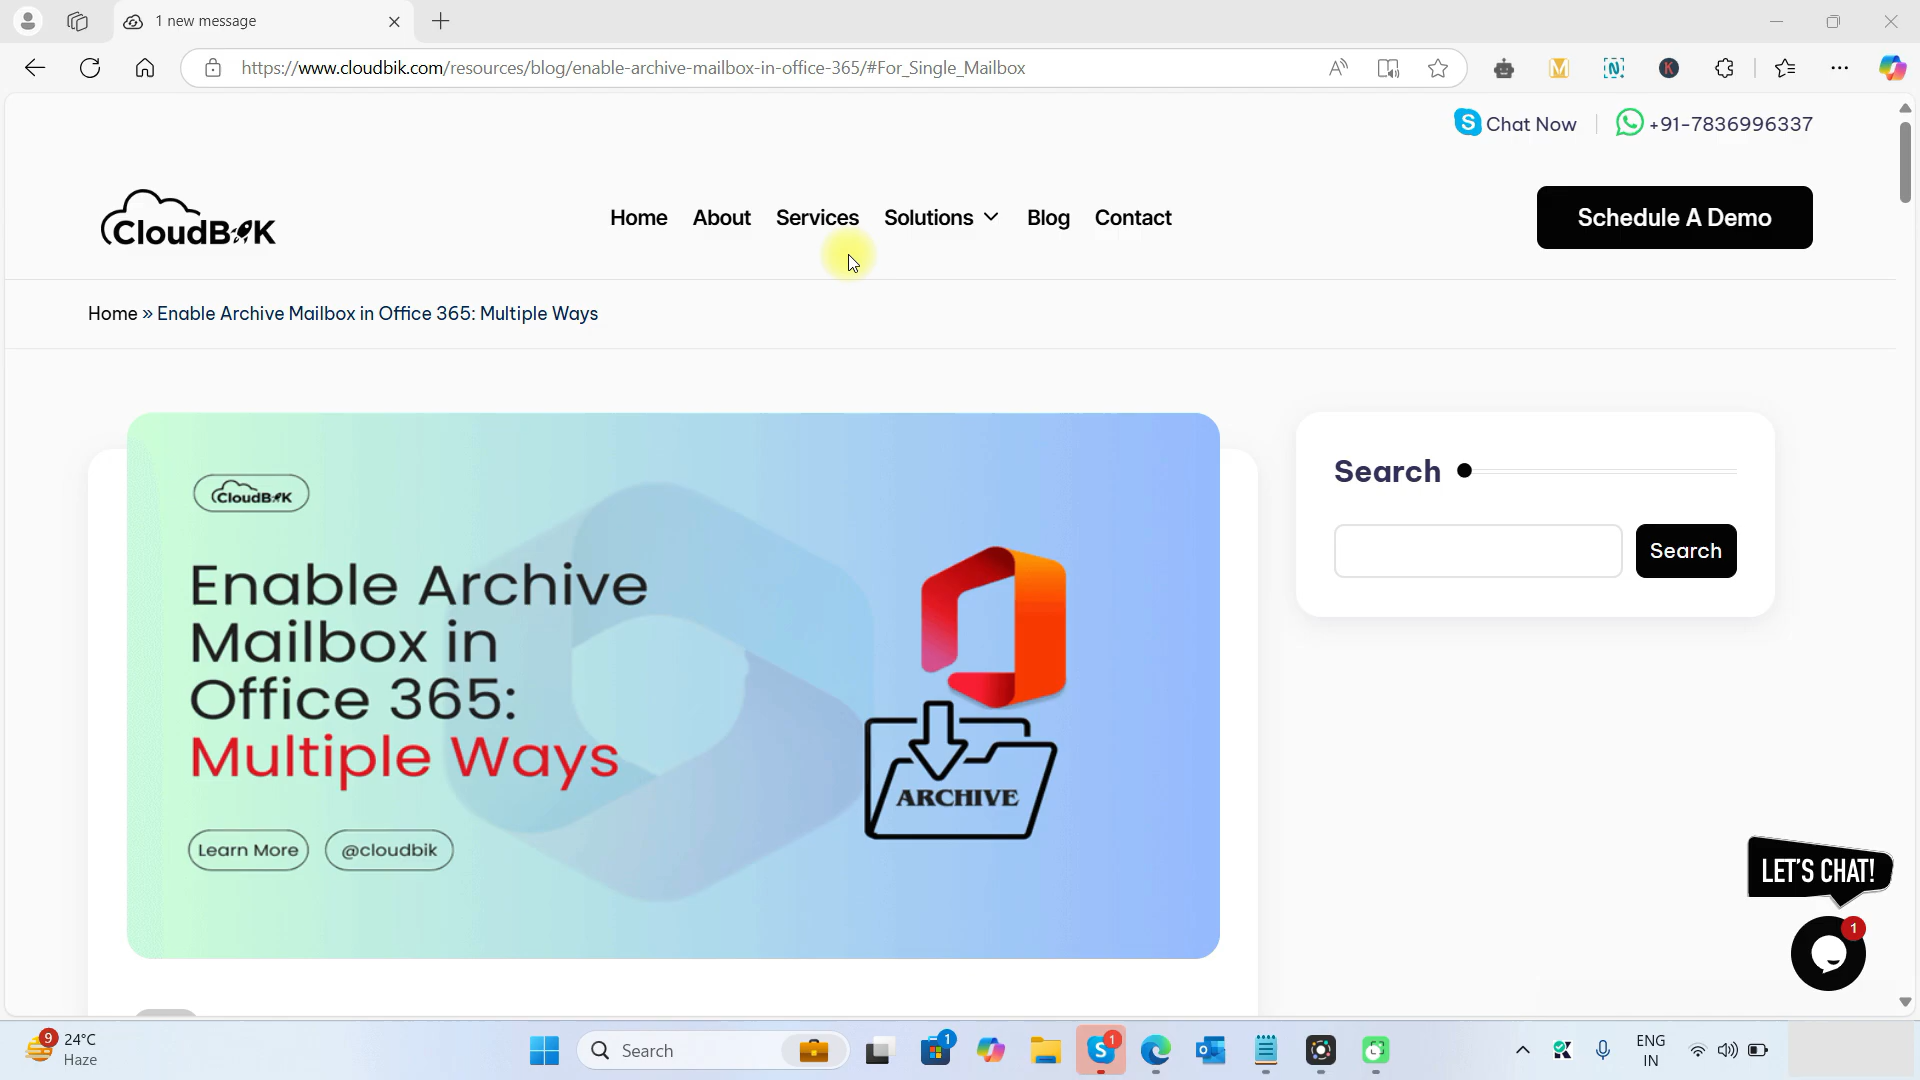 1 new message
https://www.cloudbik.com/resources/blog/enable-archive-mailbox-in-office-365/#For_Single_Mailbox
Chat Now
+91-7836996337
CloudBIK
Home
About
Services
Solutions
Blog
Contact
Schedule A Demo
Home » Enable Archive Mailbox in Office 365: Multiple Ways
CloudBIK
Enable Archive
Mailbox in
Office 365:
Multiple Ways
ARCHIVE
Learn More
@cloudbik
Search
Search
LET'S CHAT!
1
9
24°C
Haze
Search
1
1
ENG
IN